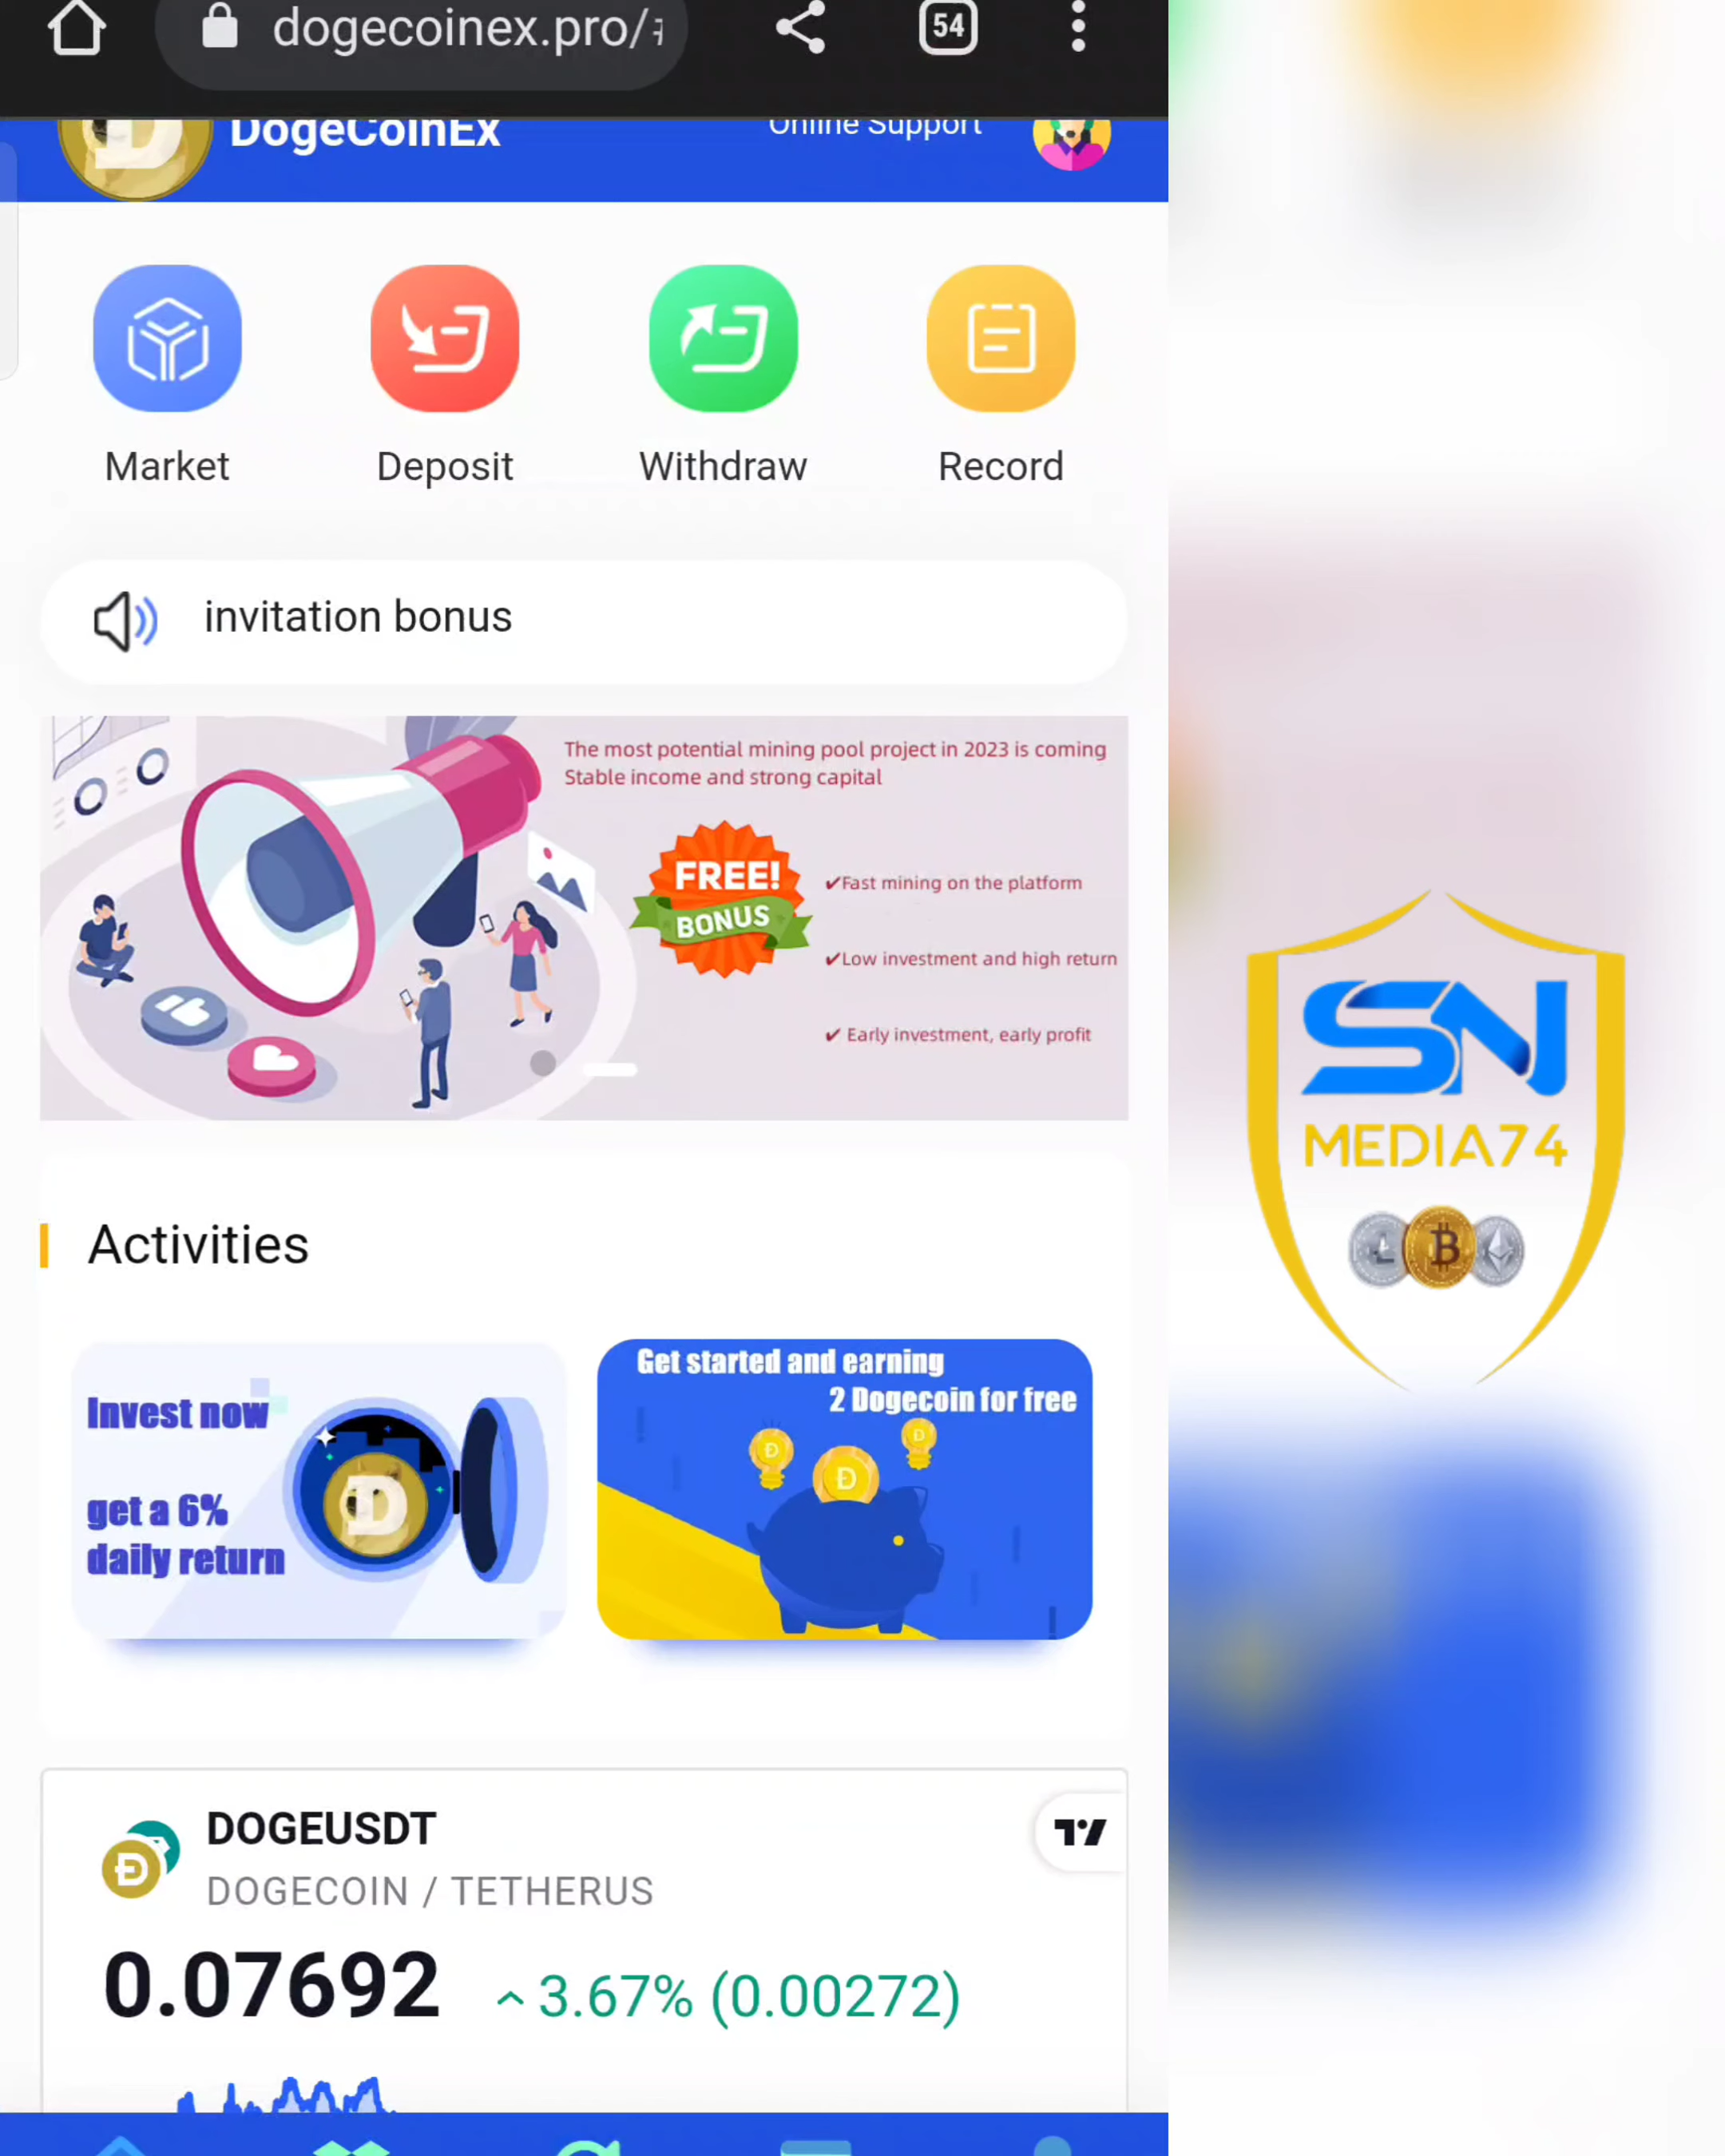 dogecoinex.pro/
54
DogeCoinEx
Online Support
Market
Deposit
Withdraw
Record
invitation bonus
The most potential mining pool project in 2023 is coming
Stable income and strong capital
FREE!
BONUS
✔Fast mining on the platform
✔Low investment and high return
✔ Early investment, early profit
SN
MEDIA74
Activities
Invest now
get a 6%
daily return
Get started and earning
2 Dogecoin for free
DOGEUSDT
DOGECOIN / TETHERUS
0.07692
3.67% (0.00272)